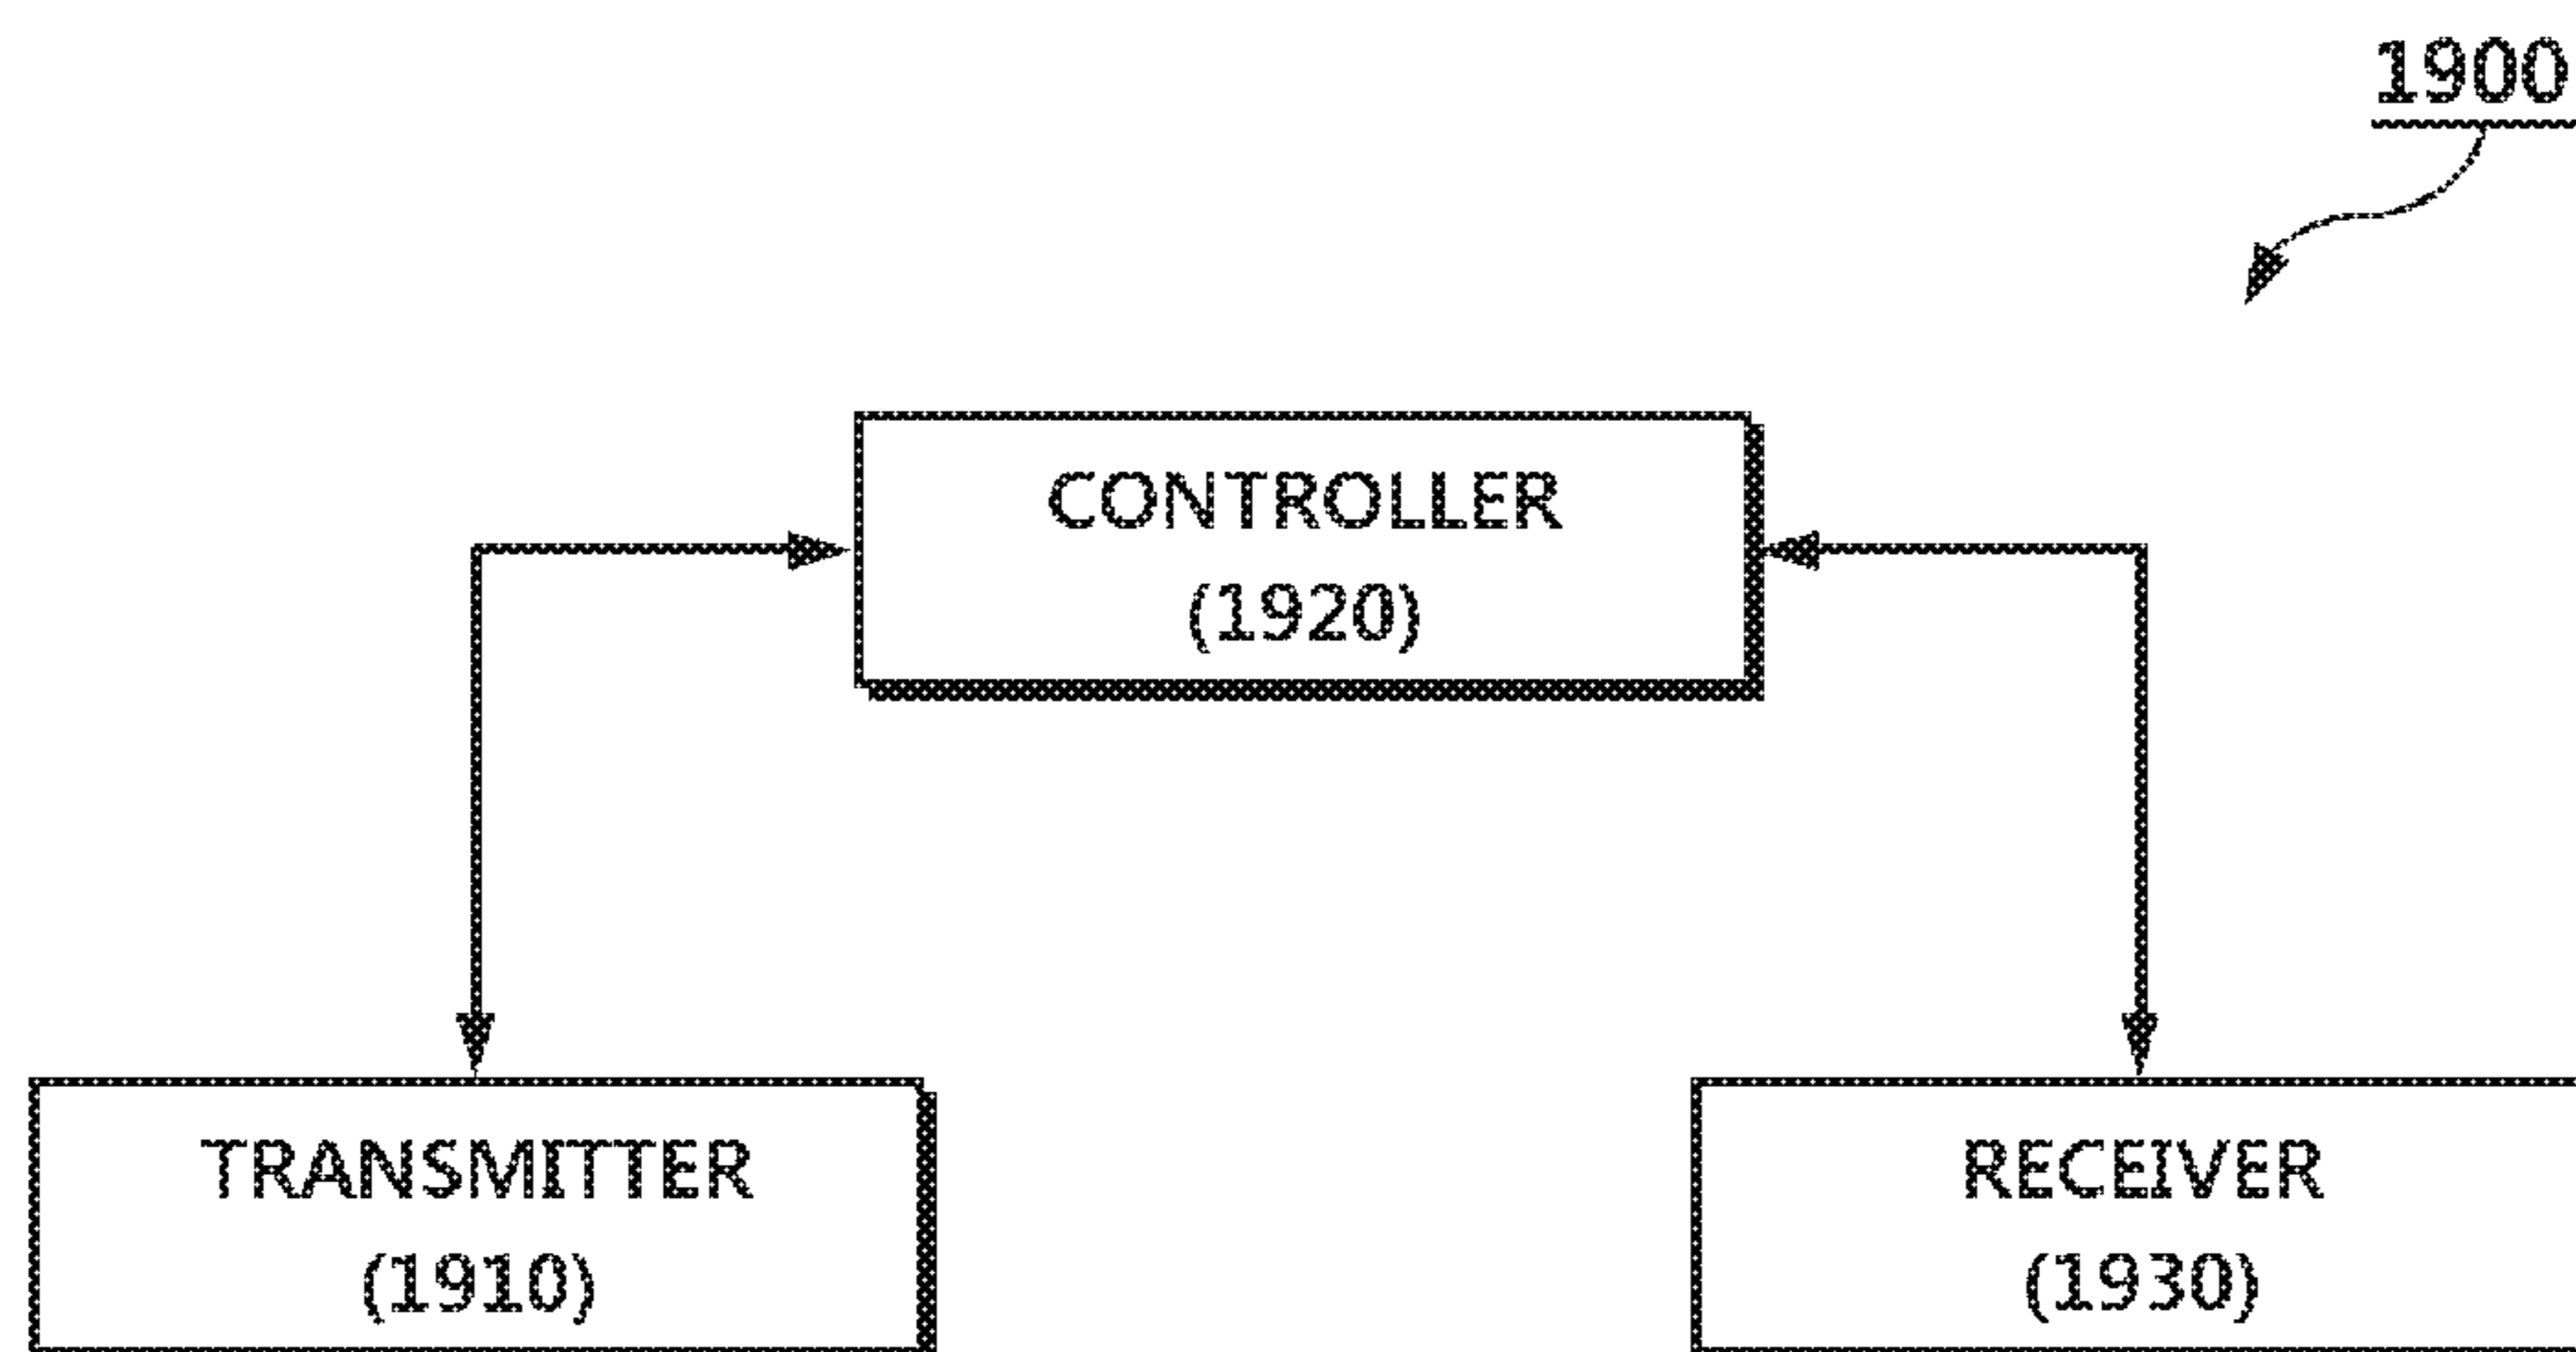 1900
CONTROLLER
(1920)
TRANSMITTER
(1910)
RECEIVER
(1930)